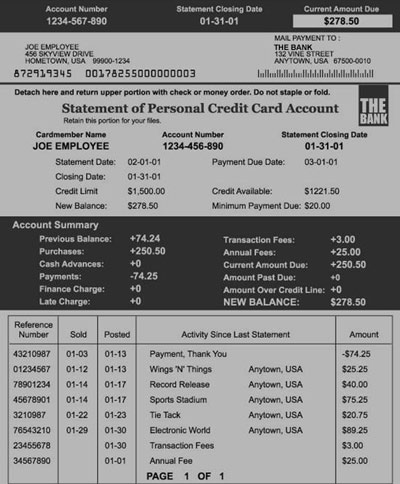 Account Number Statement Closing Date Current Amount Due
1234-567-890 01-31-01 $278.50
MAIL PAYMENT TO :
JOE EMPLOYEE THE BANK
456 SKYVIEW DRIVE 132 VINE STREET
HOMETOWN, USA 99900-1234 ANYTOWN, USA 67500-0010
872919345 00178255000000003
Detach here and return upper portion with check or money order. Do not staple or fold.
Statement of Personal Credit Card Account
Retain this portion for your files.
THE
BANK
Cardmember Name Account Number Statement Closing Date
JOE EMPLOYEE 1234-456-890 01-31-01
Statement Date: 02-01-01 Payment Due Date: 03-01-01
Closing Date: 01-31-01
Credit Limit $1,500.00 Credit Available: $1221.50
New Balance: $278.50 Minimum Payment Due: $20.00
Account Summary
Previous Balance: +74.24 Transaction Fees: +3.00
Purchases: +250.50 Annual Fees: +25.00
Cash Advances: +0 Current Amount Due: +250.50
Payments: -74.25 Amount Past Due: +0
Finance Charge: +0 Amount Over Credit Line: +0
Late Charge: +0 NEW BALANCE: $278.50
Reference
Number Sold Posted Activity Since Last Statement Amount
43210987 01-03 01-13 Payment, Thank You -$74.25
01234567 01-12 01-13 Wings 'N' Things Anytown, USA $25.25
78901234 01-14 01-17 Record Release Anytown, USA $40.00
45678901 01-14 01-17 Sports Stadium Anytown, USA $75.25
3210987 01-22 01-23 Tie Tack Anytown, USA $20.75
76543210 01-29 01-30 Electronic World Anytown, USA $89.25
23455678 01-30 Transaction Fees $3.00
34567890 01-01 Annual Fee $25.00
PAGE 1 OF 1